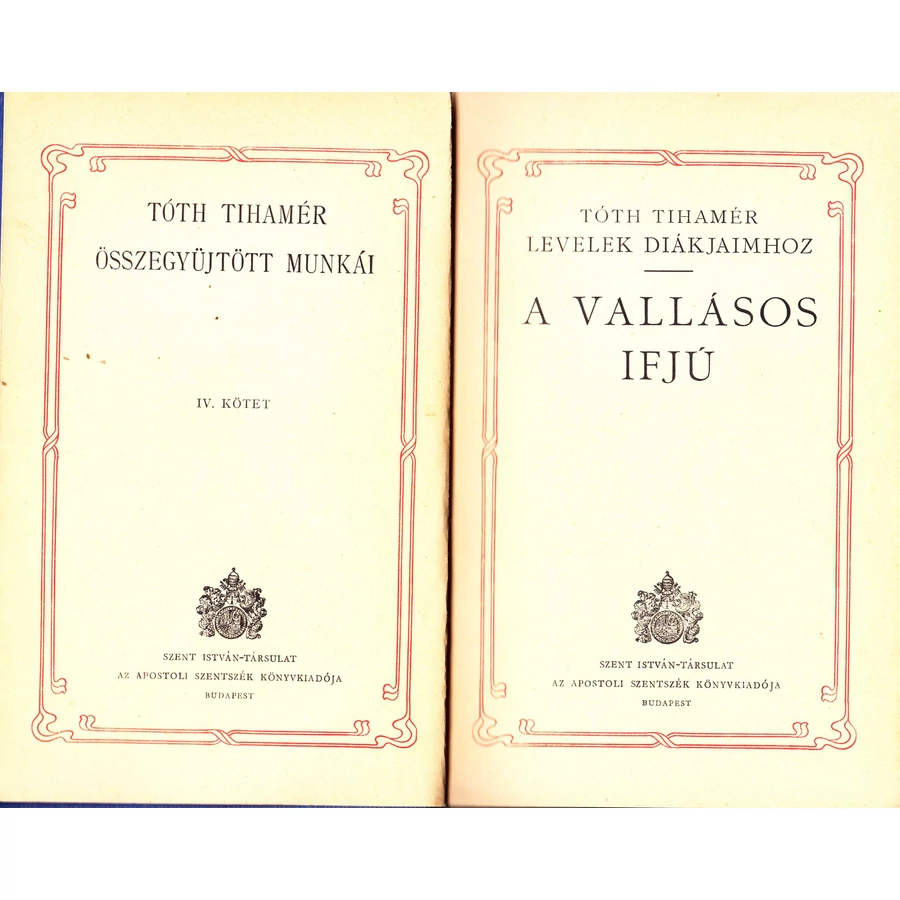 TÓTH TIHAMÉR
ÖSSZEGYÜJTÖTT MUNKÁI
IV. KÖTET
SZENT ISTVÁN-TÁRSULAT
AZ APOSTOLI SZENTSZÉK KÖNYVKIADÓJA
BUDAPEST
TÓTH TIHAMÉR
LEVELEK DIÁKJAIMHOZ
A VALLÁSOS
IFJÚ
SZENT ISTVÁN-TÁRSULAT
AZ APOSTOLI SZENTSZÉK KÖNYVKIADÓJA
BUDAPEST